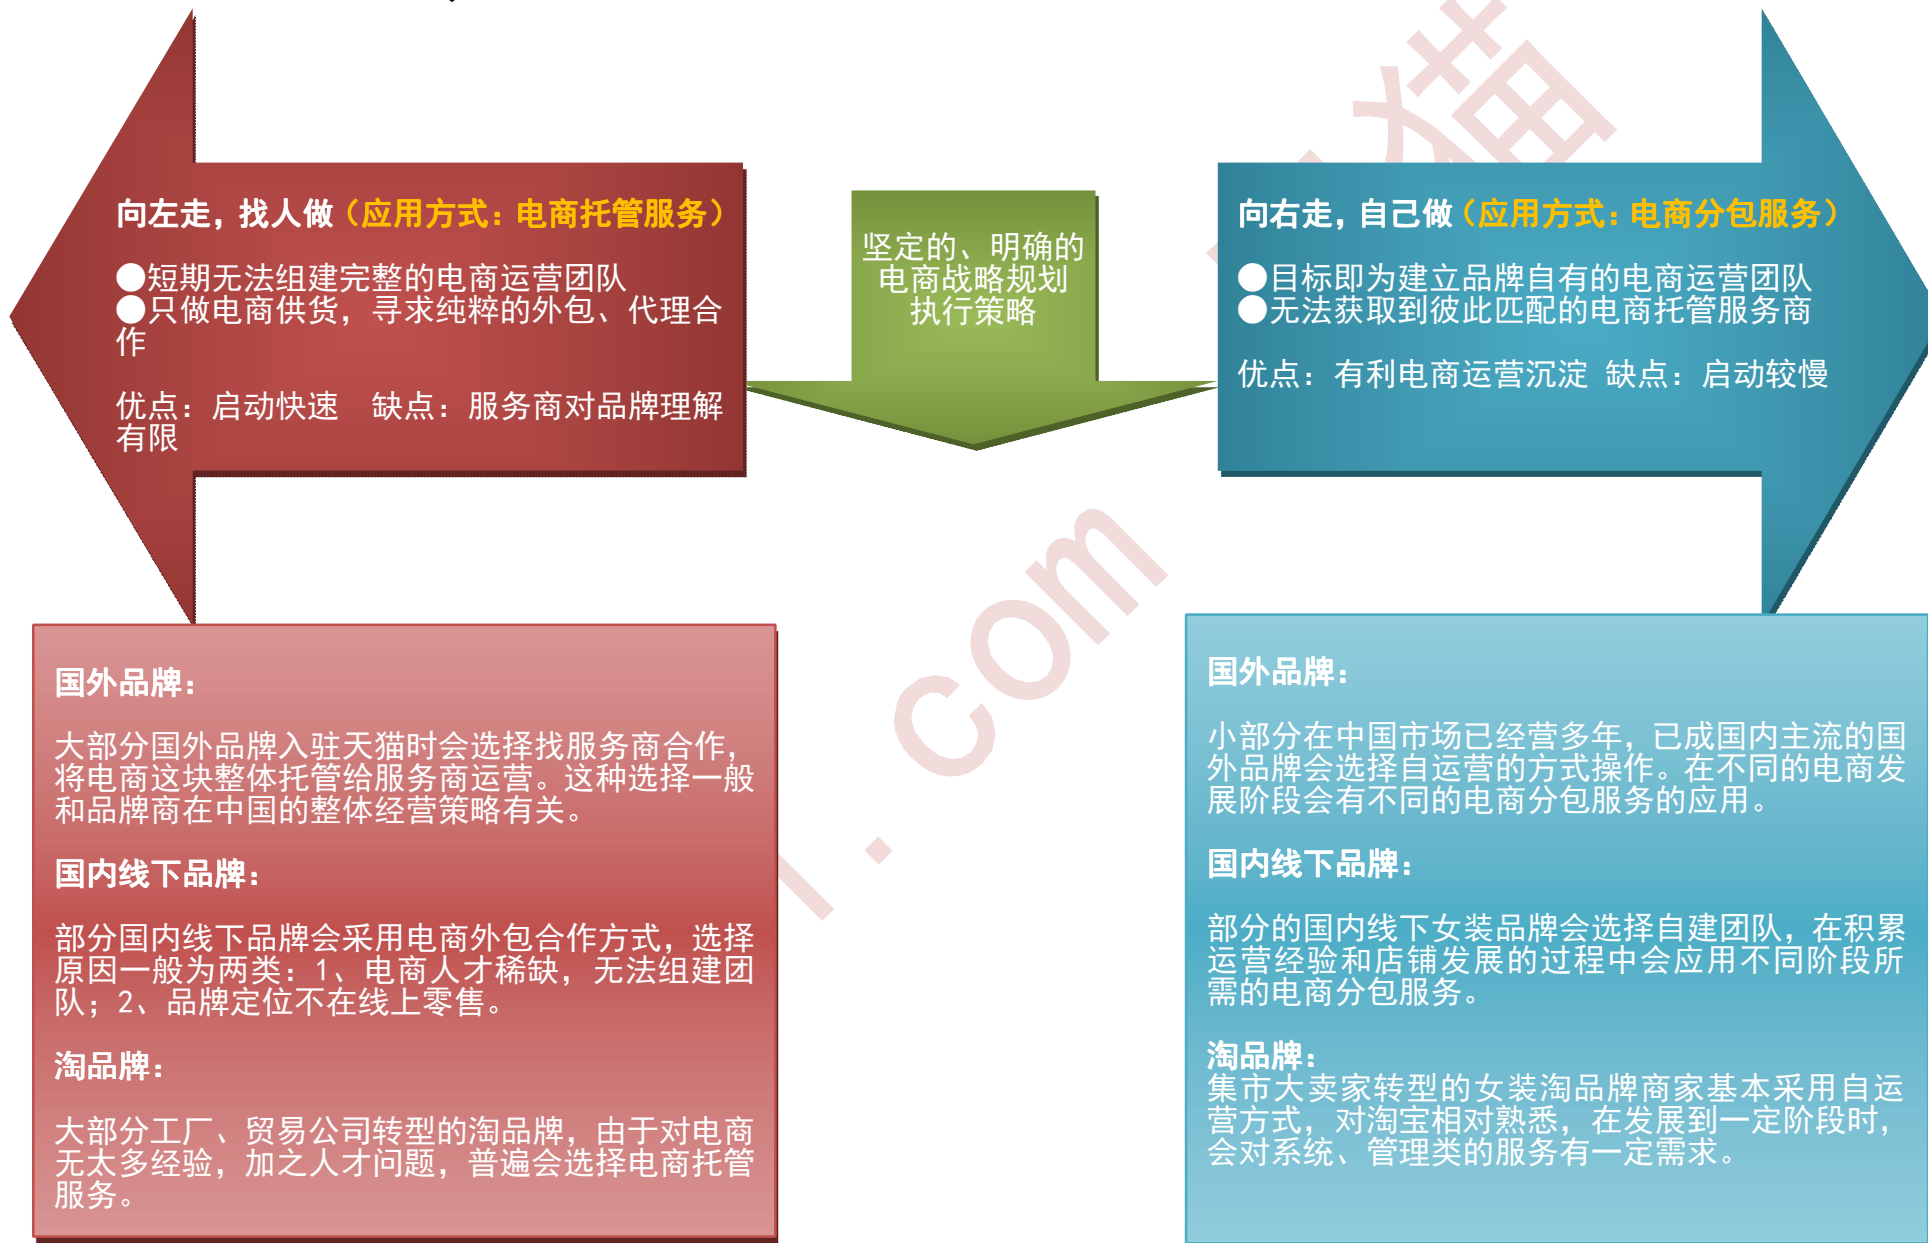 向左走，找人做（应用方式：电商托管服务）
●短期无法组建完整的电商运营团队
●只做电商供货，寻求纯粹的外包、代理合
作
优点：启动快速　缺点：服务商对品牌理解
有限
坚定的、明确的
电商战略规划
执行策略
向右走，自己做（应用方式：电商分包服务）
●目标即为建立品牌自有的电商运营团队
●无法获取到彼此匹配的电商托管服务商
优点：有利电商运营沉淀 缺点：启动较慢
国外品牌：
大部分国外品牌入驻天猫时会选择找服务商合作，
将电商这块整体托管给服务商运营。这种选择一般
和品牌商在中国的整体经营策略有关。
国内线下品牌：
部分国内线下品牌会采用电商外包合作方式，选择
原因一般为两类：1、电商人才稀缺，无法组建团
队；2、品牌定位不在线上零售。
淘品牌：
大部分工厂、贸易公司转型的淘品牌，由于对电商
无太多经验，加之人才问题，普遍会选择电商托管
服务。
国外品牌：
小部分在中国市场已经营多年，已成国内主流的国
外品牌会选择自运营的方式操作。在不同的电商发
展阶段会有不同的电商分包服务的应用。
国内线下品牌：
部分的国内线下女装品牌会选择自建团队，在积累
运营经验和店铺发展的过程中会应用不同阶段所
需的电商分包服务。
淘品牌：
集市大卖家转型的女装淘品牌商家基本采用自运
营方式，对淘宝相对熟悉，在发展到一定阶段时，
会对系统、管理类的服务有一定需求。
猫
.com